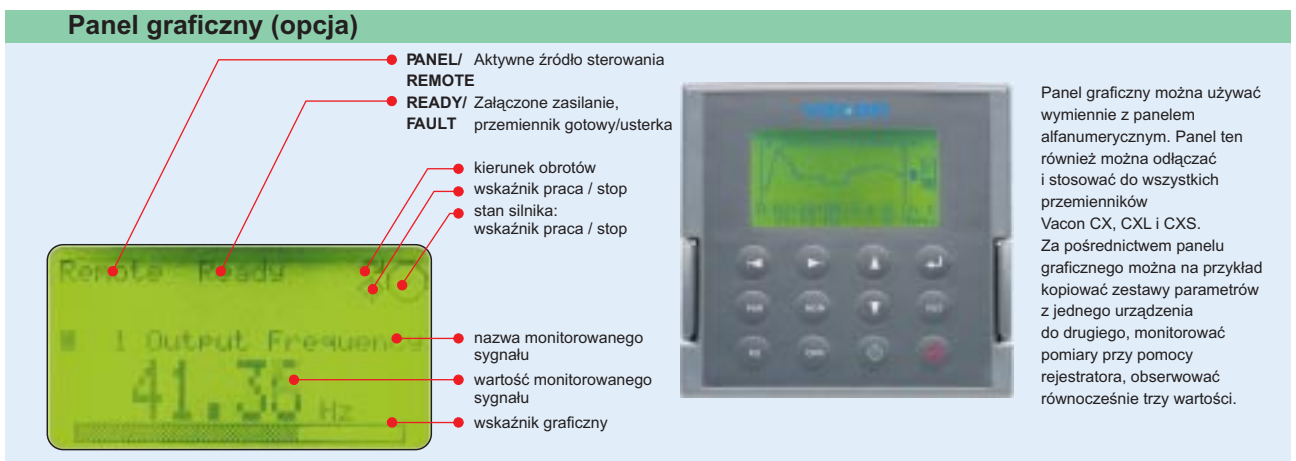 Panel graficzny (opcja)
PANEL/ Aktywne źródło sterowania
REMOTE
READY/ Załączone zasilanie,
FAULT przemiennik gotowy/usterka
kierunek obrotów
wskaźnik praca / stop
stan silnika:
wskaźnik praca / stop
Remote Ready
1 Output Frequency
41.36 Hz
nazwa monitorowanego
sygnału
wartość monitorowanego
sygnału
wskaźnik graficzny
VACON
Panel graficzny można używać
wymiennie z panelem
alfanumerycznym. Panel ten
również można odłączać
i stosować do wszystkich
przemienników
Vacon CX, CXL i CXS.
Za pośrednictwem panelu
graficznego można na przykład
kopiować zestawy parametrów
z jednego urządzenia
do drugiego, monitorować
pomiary przy pomocy
rejestratora, obserwować
równocześnie trzy wartości.